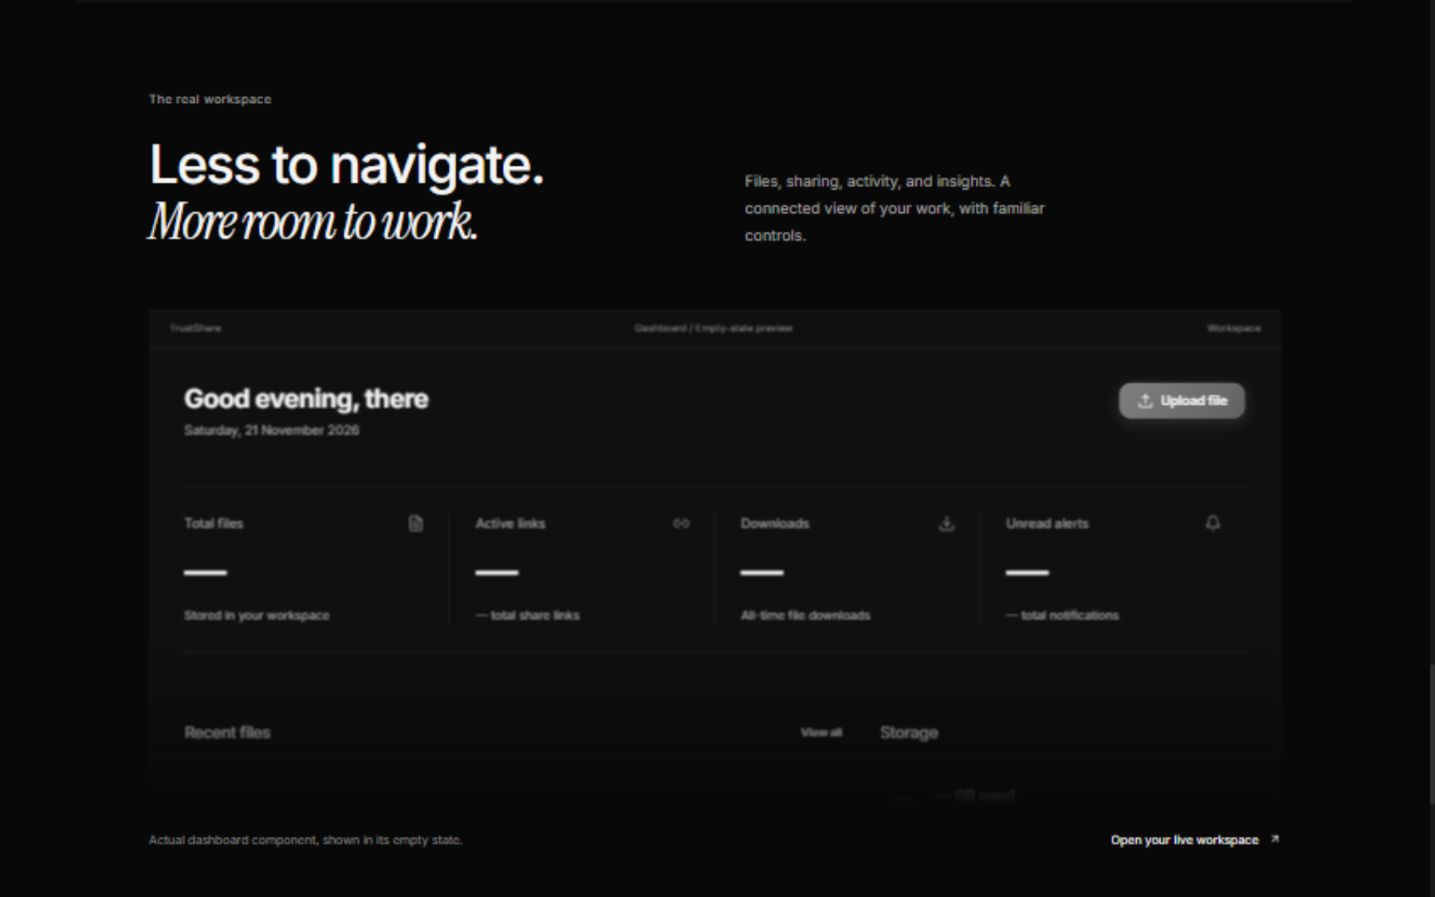 The real workspace
Less to navigate.
More room to work.
Files, sharing, activity, and insights. A
connected view of your work, with familiar
controls.
TrustShare
Dashboard / Empty-state preview
Workspace
Good evening, there
Saturday, 21 November 2026
Upload file
Total files
Active links
Downloads
Unread alerts
—
—
—
—
Stored in your workspace
— total share links
All-time file downloads
— total notifications
Recent files
View all
Storage
— GB used
Actual dashboard component, shown in its empty state.
Open your live workspace